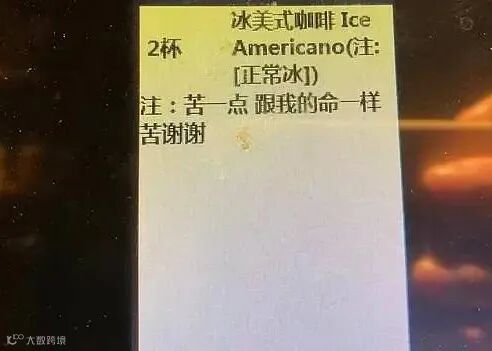 冰美式咖啡 Ice
2杯 Americano(注:
[正常冰])
注：苦一点 跟我的命一样
苦谢谢
大数跨境